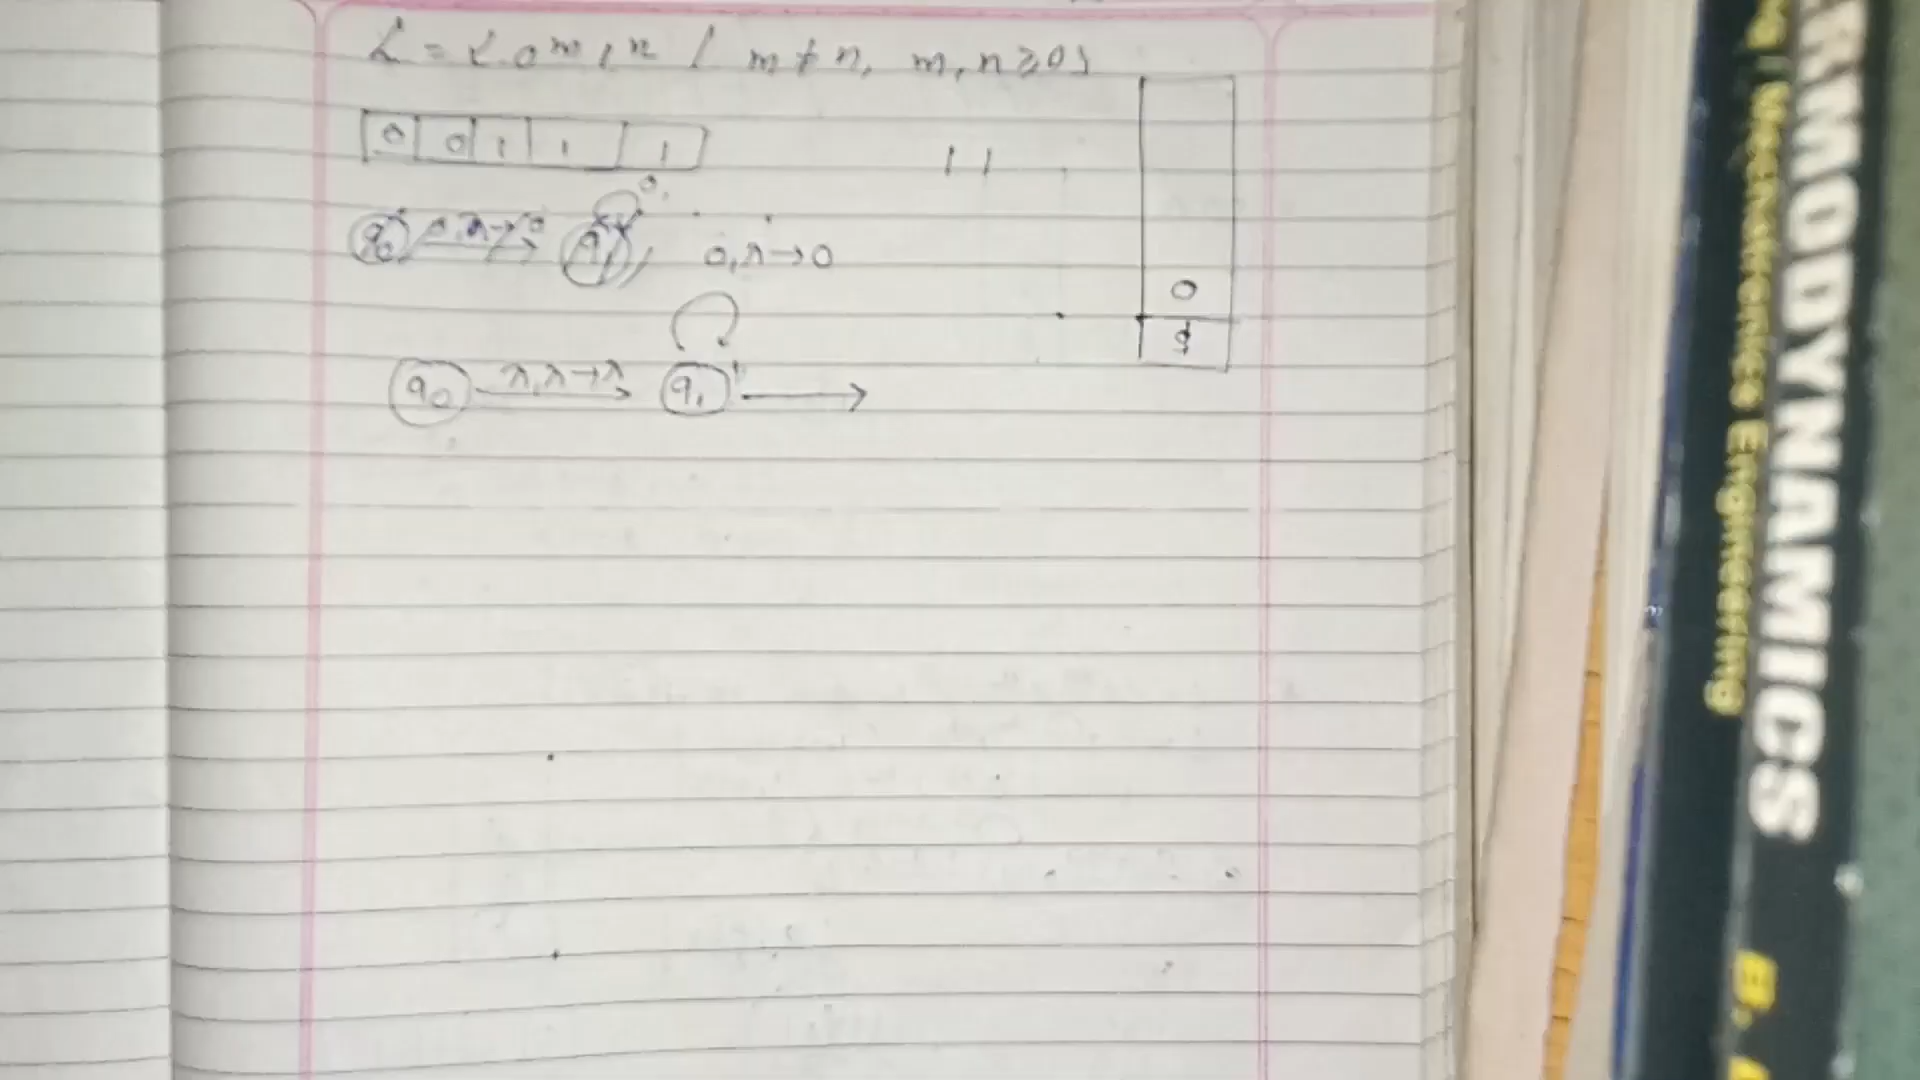 L = { 0^m 1^n / m ≠ n, m, n ≥ 0 }
0 0 1 1 1
1 1
0
q0 0, λ → 0 q1 0, λ → 0
0
$
q0 λ, λ → λ q1
THERMODYNAMICS
Engineering
B.